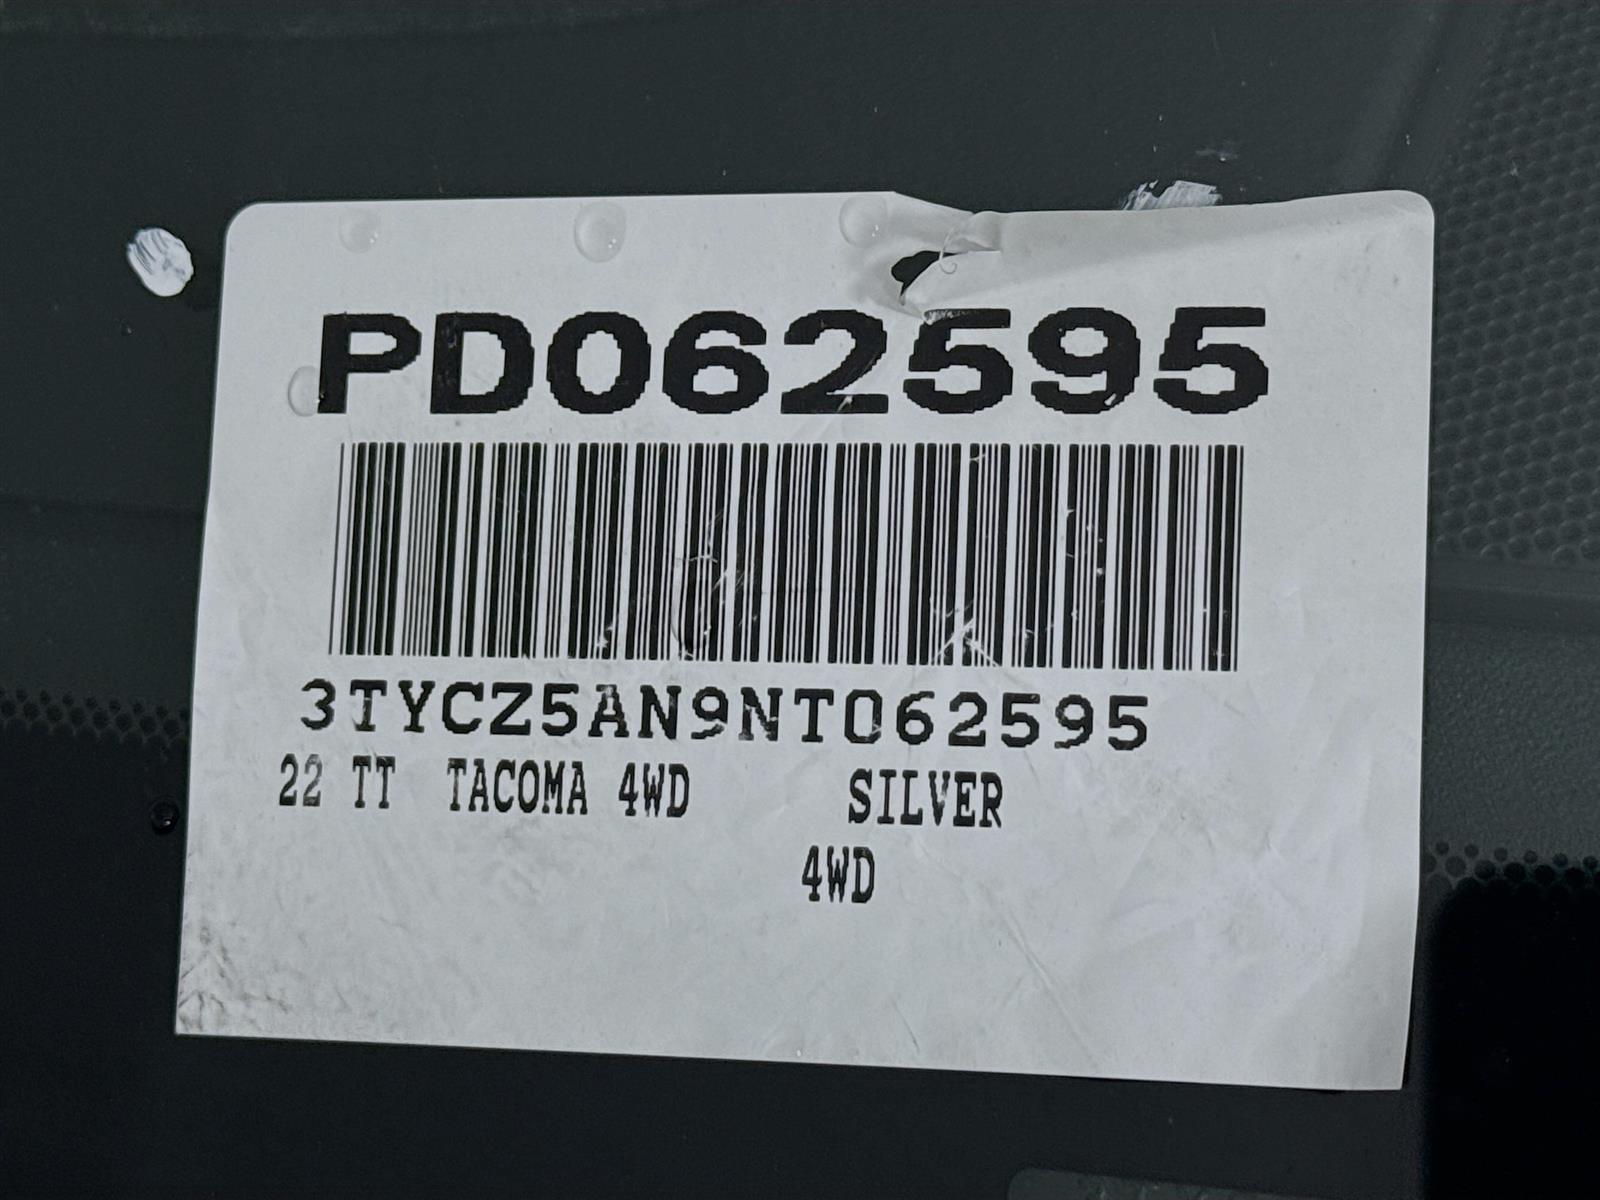 PD062595
3TYCZ5AN9NT062595
22 TT TACOMA 4WD SILVER
4WD